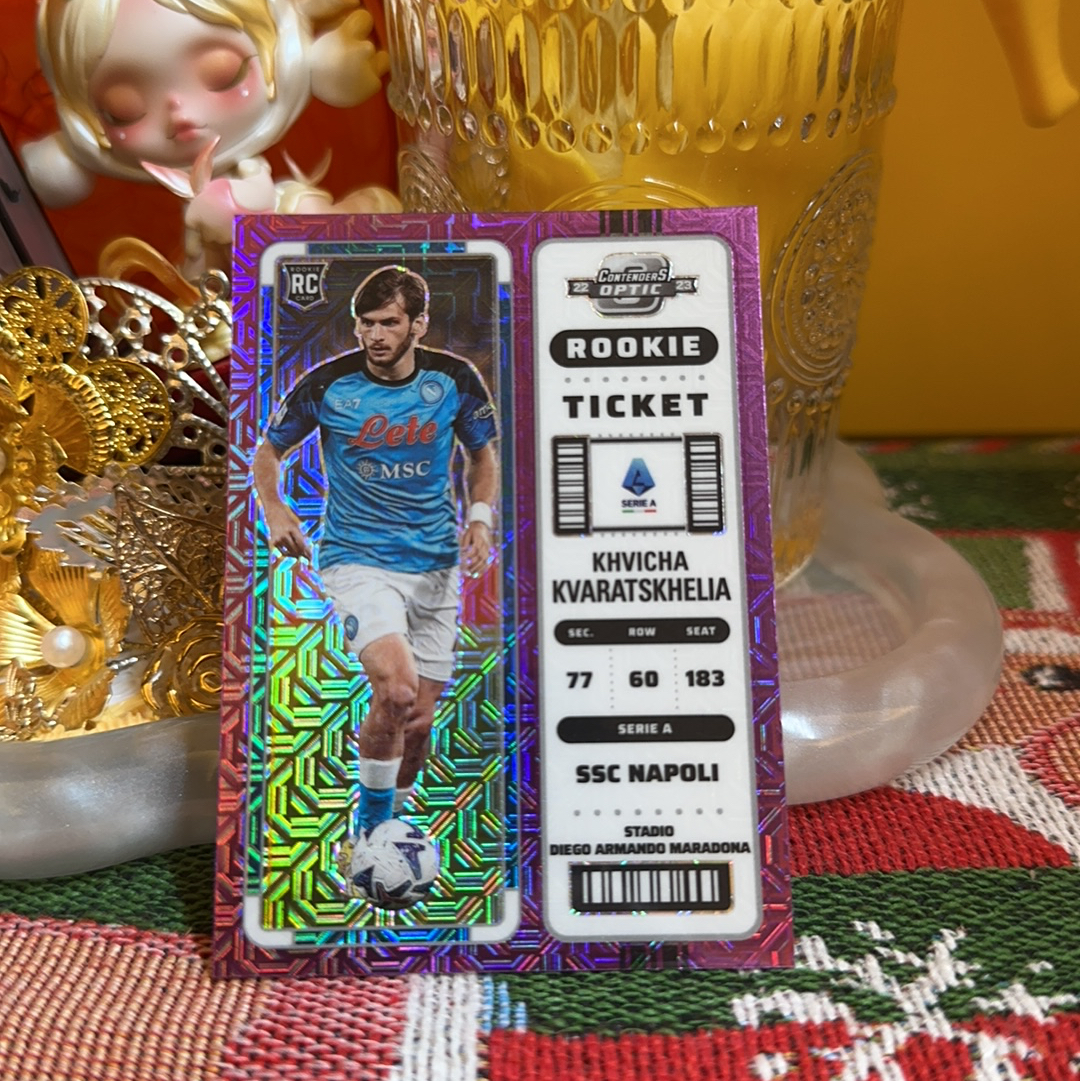 ROOKIE
RC
CARD
EA7
Lete
MSC
CONTENDERS
22 OPTIC 23
ROOKIE
TICKET
SERIE A
KHVICHA
KVARATSKHELIA
SEC. ROW SEAT
77 60 183
SERIE A
SSC NAPOLI
STADIO
DIEGO ARMANDO MARADONA